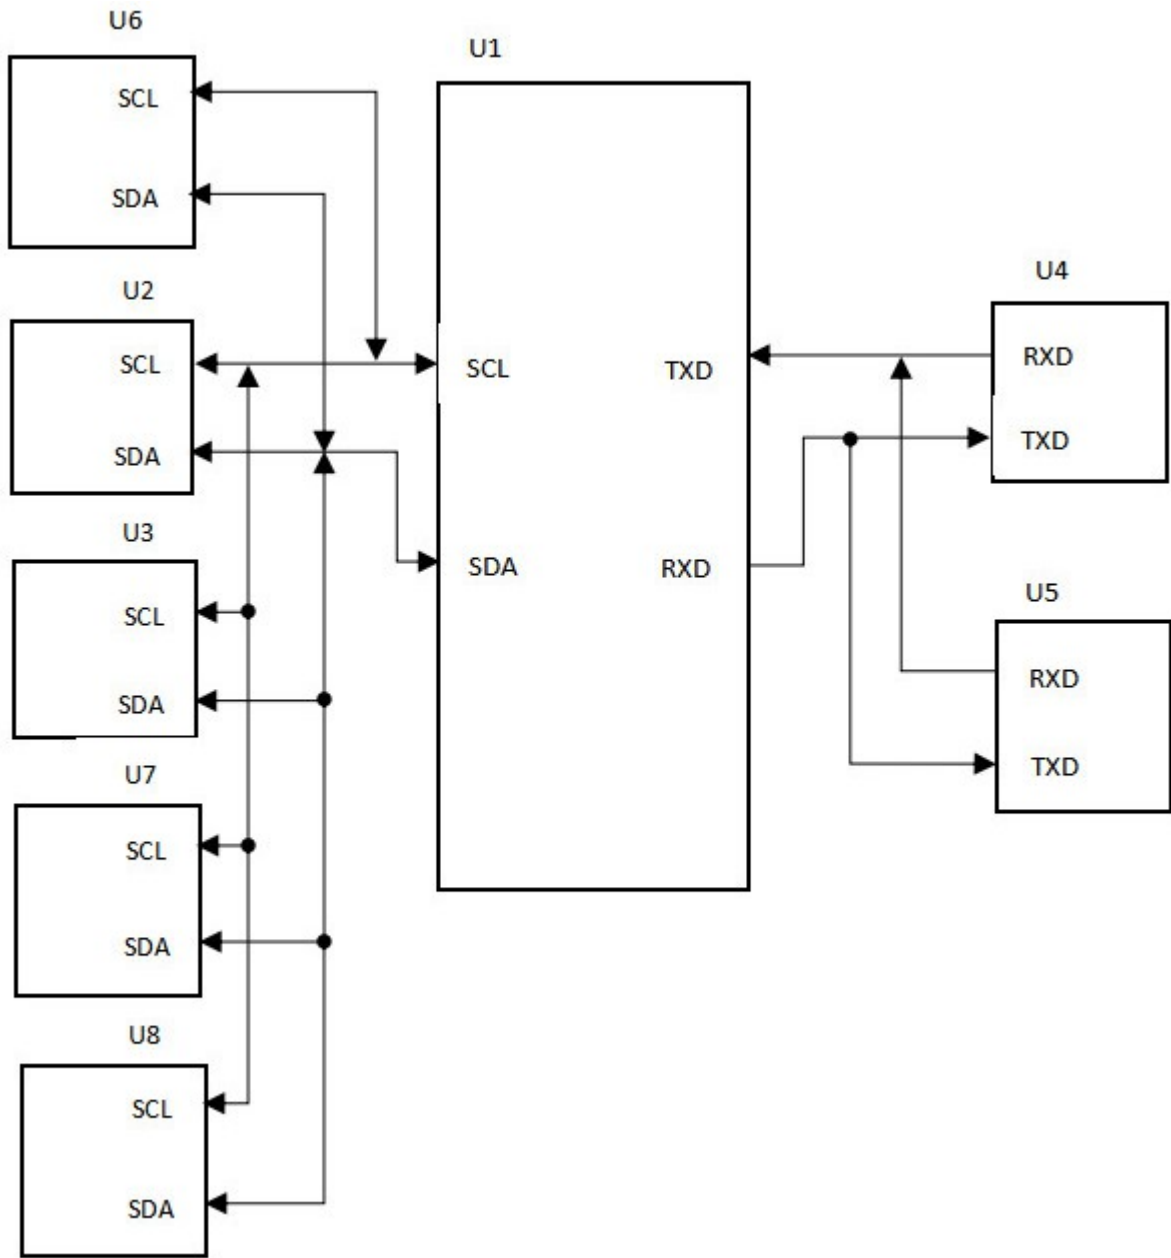 U6
SCL
SDA
U2
SCL
SDA
U3
SCL
SDA
U7
SCL
SDA
U8
SCL
SDA
U1
SCL
TXD
SDA
RXD
U4
RXD
TXD
U5
RXD
TXD